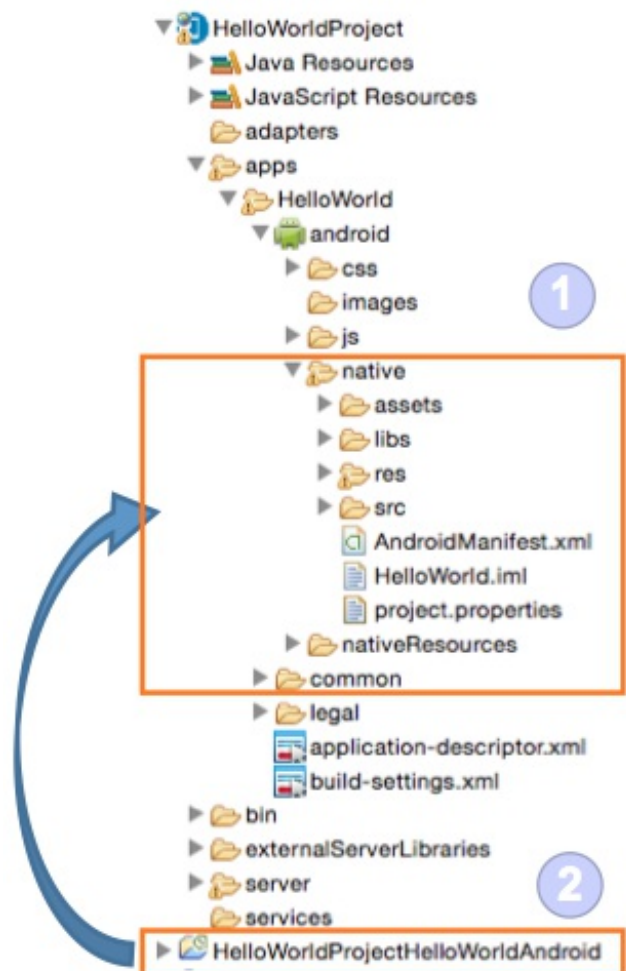 HelloWorldProject
Java Resources
JavaScript Resources
adapters
apps
HelloWorld
android
css
images
1
js
native
assets
libs
res
src
AndroidManifest.xml
HelloWorld.iml
project.properties
nativeResources
common
legal
application-descriptor.xml
build-settings.xml
bin
externalServerLibraries
server
2
services
HelloWorldProjectHelloWorldAndroid